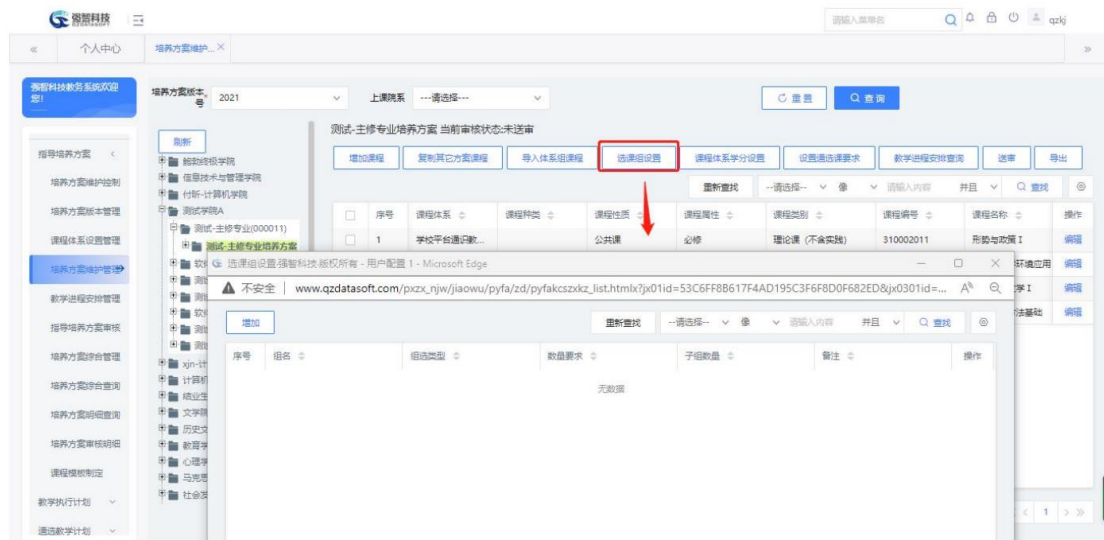 强智科技
请输入菜单名
qzkj
个人中心
培养方案维护...
强智科技教务系统欢迎您!!
培养方案版本号 2021
上课院系 ---请选择---
重置
查询
刷新
测试-主修专业培养方案 当前审核状态:未送审
增加课程 复制其它方案课程 导入体系组课程 选课组设置 课程体系学分设置 设置通选课要求 教学进程安排查询 送审 导出
重新查找 --请选择-- 像 请输入内容 并且 查找
序号 课程体系 课程种类 课程性质 课程属性 课程类别 课程编号 课程名称 操作
1 学校平台通识教... 公共课 必修 理论课(不含实践) 310002011 形势与政策 I 编辑
环境应用 编辑
学 I 编辑
法基础 编辑
指导培养方案
培养方案维护控制
培养方案版本管理
课程体系设置管理
培养方案维护管理
教学进程安排管理
指导培养方案审核
培养方案综合管理
培养方案综合查询
培养方案明细查询
培养方案审核明细
课程模板制定
教学执行计划
通选教学计划
信息技术与管理学院
付昕-计算机学院
测试学院A
测试-主修专业(000011)
测试-主修专业培养方案
软
测
测
软
测
测
测
xjn-计
计算机
结业生
文学院
历史文
教育学
心理学
马克思
社会发
选课组设置-强智科技 版权所有 - 用户配置 1 - Microsoft Edge
不安全 www.qzdatasoft.com/pxzx_njw/jiaowu/pyfa/zd/pyfakcszxkz_list.htmlx?jx01id=53C6FF8B617F4AD195C3F6F8D0F682ED&jx0301id=...
增加
重新查找 --请选择-- 像 请输入内容 并且 查找
序号 组名 组选类型 数量要求 子组数量 备注 操作
无数据
1